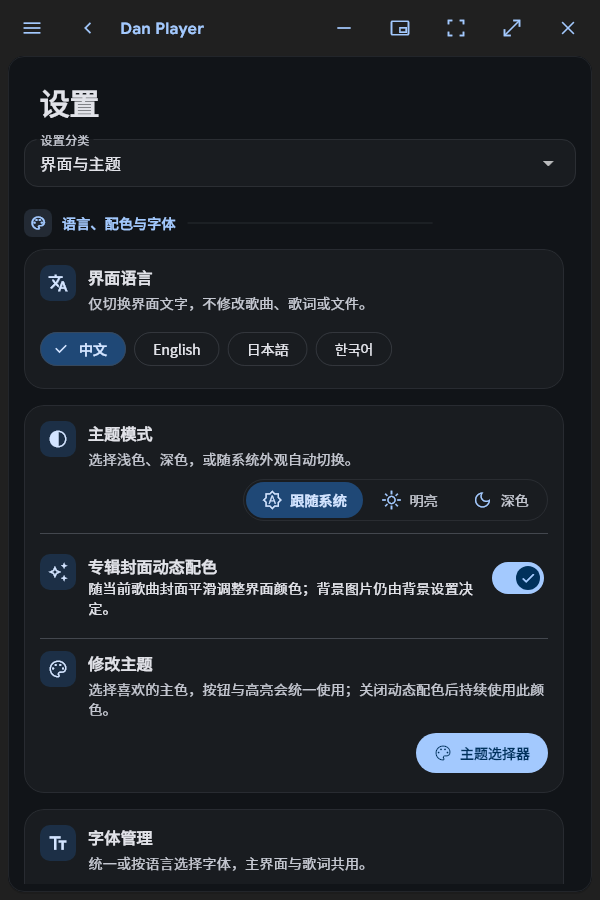 Dan Player
设置
设置分类
界面与主题
语言、配色与字体
界面语言
仅切换界面文字，不修改歌曲、歌词或文件。
中文
English
日本語
한국어
主题模式
选择浅色、深色，或随系统外观自动切换。
跟随系统
明亮
深色
专辑封面动态配色
随当前歌曲封面平滑调整界面颜色；背景图片仍由背景设置决
定。
修改主题
选择喜欢的主色，按钮与高亮会统一使用；关闭动态配色后持续使用此颜
色。
主题选择器
字体管理
统一或按语言选择字体，主界面与歌词共用。